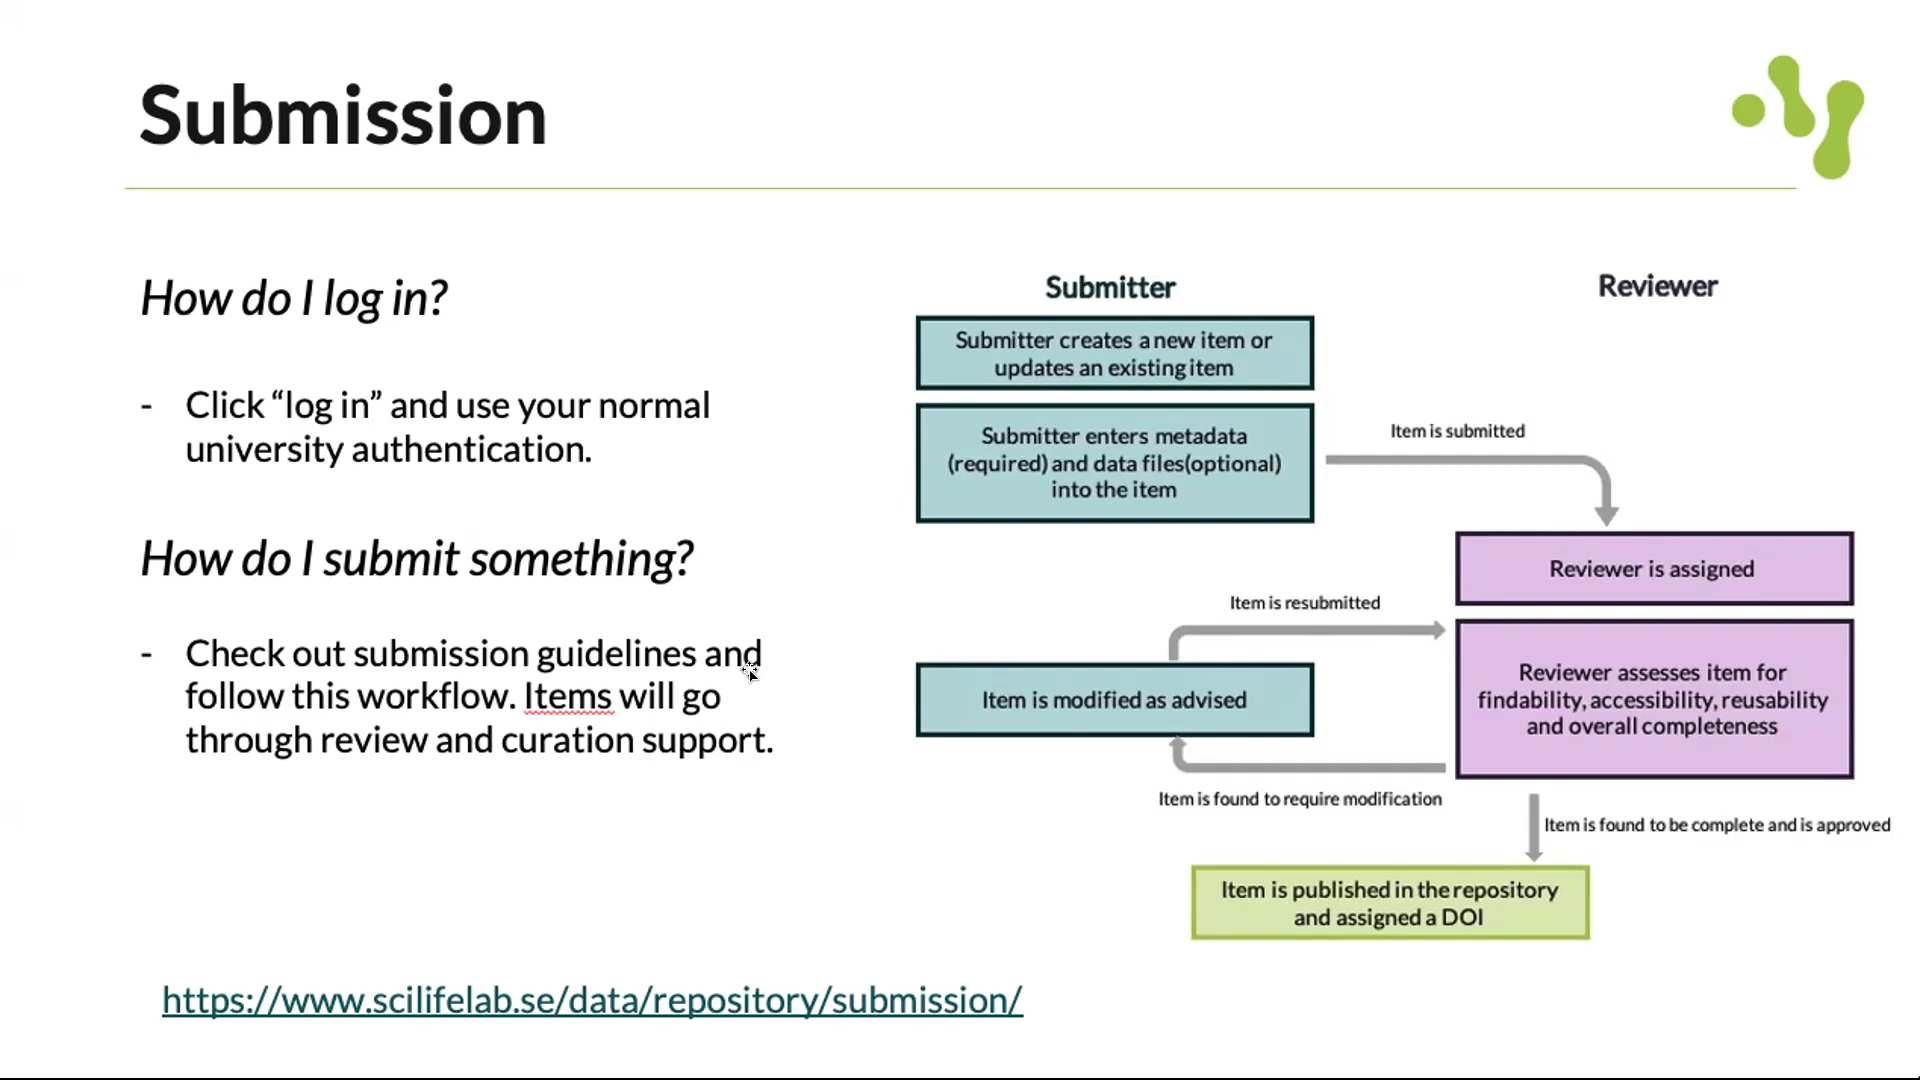 Submission
How do I log in?
- Click “log in” and use your normal
university authentication.
How do I submit something?
- Check out submission guidelines and
follow this workflow. Items will go
through review and curation support.
https://www.scilifelab.se/data/repository/submission/
Submitter
Reviewer
Submitter creates a new item or
updates an existing item
Submitter enters metadata
(required) and data files(optional)
into the item
Item is submitted
Reviewer is assigned
Item is resubmitted
Reviewer assesses item for
findability, accessibility, reusability
and overall completeness
Item is modified as advised
Item is found to require modification
Item is found to be complete and is approved
Item is published in the repository
and assigned a DOI